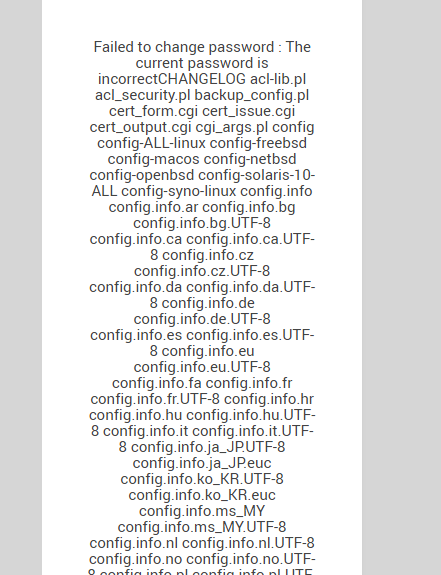 Failed to change password : The
current password is
incorrectCHANGELOG acl-lib.pl
acl_security.pl backup_config.pl
cert_form.cgi cert_issue.cgi
cert_output.cgi cgi_args.pl config
config-ALL-linux config-freebsd
config-macos config-netbsd
config-openbsd config-solaris-10-
ALL config-syno-linux config.info
config.info.ar config.info.bg
config.info.bg.UTF-8
config.info.ca config.info.ca.UTF-
8 config.info.cz
config.info.cz.UTF-8
config.info.da config.info.da.UTF-
8 config.info.de
config.info.de.UTF-8
config.info.es config.info.es.UTF-
8 config.info.eu
config.info.eu.UTF-8
config.info.fa config.info.fr
config.info.fr.UTF-8 config.info.hr
config.info.hu config.info.hu.UTF-
8 config.info.it config.info.it.UTF-
8 config.info.ja_JP.UTF-8
config.info.ja_JP.euc
config.info.ko_KR.UTF-8
config.info.ko_KR.euc
config.info.ms_MY
config.info.ms_MY.UTF-8
config.info.nl config.info.nl.UTF-8
config.info.no config.info.no.UTF-
8 config.info.pl config.info.pl.UTF-